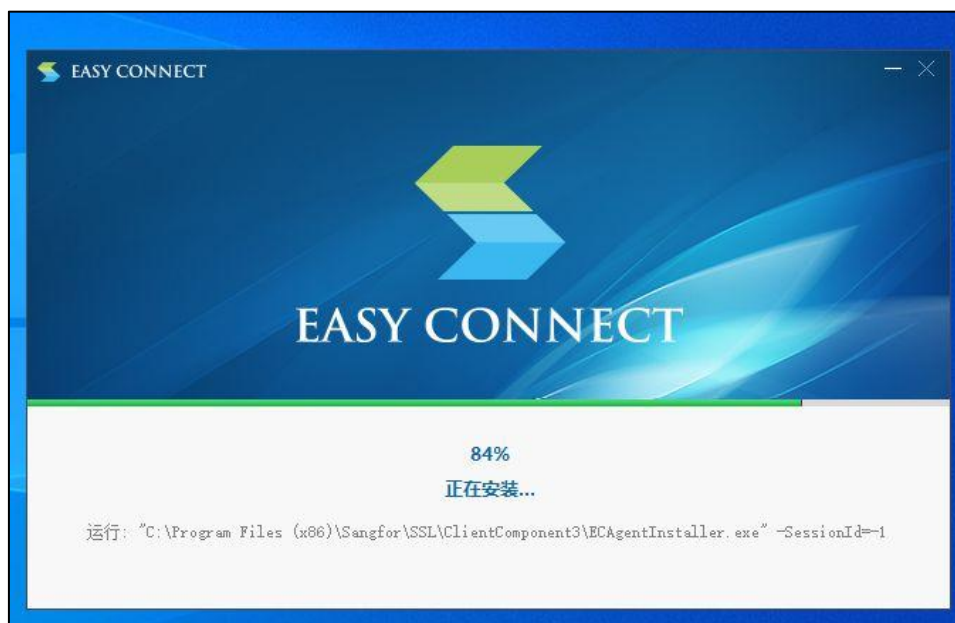 EASY CONNECT
EASY CONNECT
84%
正在安装...
运行: "C:\Program Files (x86)\Sangfor\SSL\ClientComponent3\ECAgentInstaller.exe" -SessionId=-1